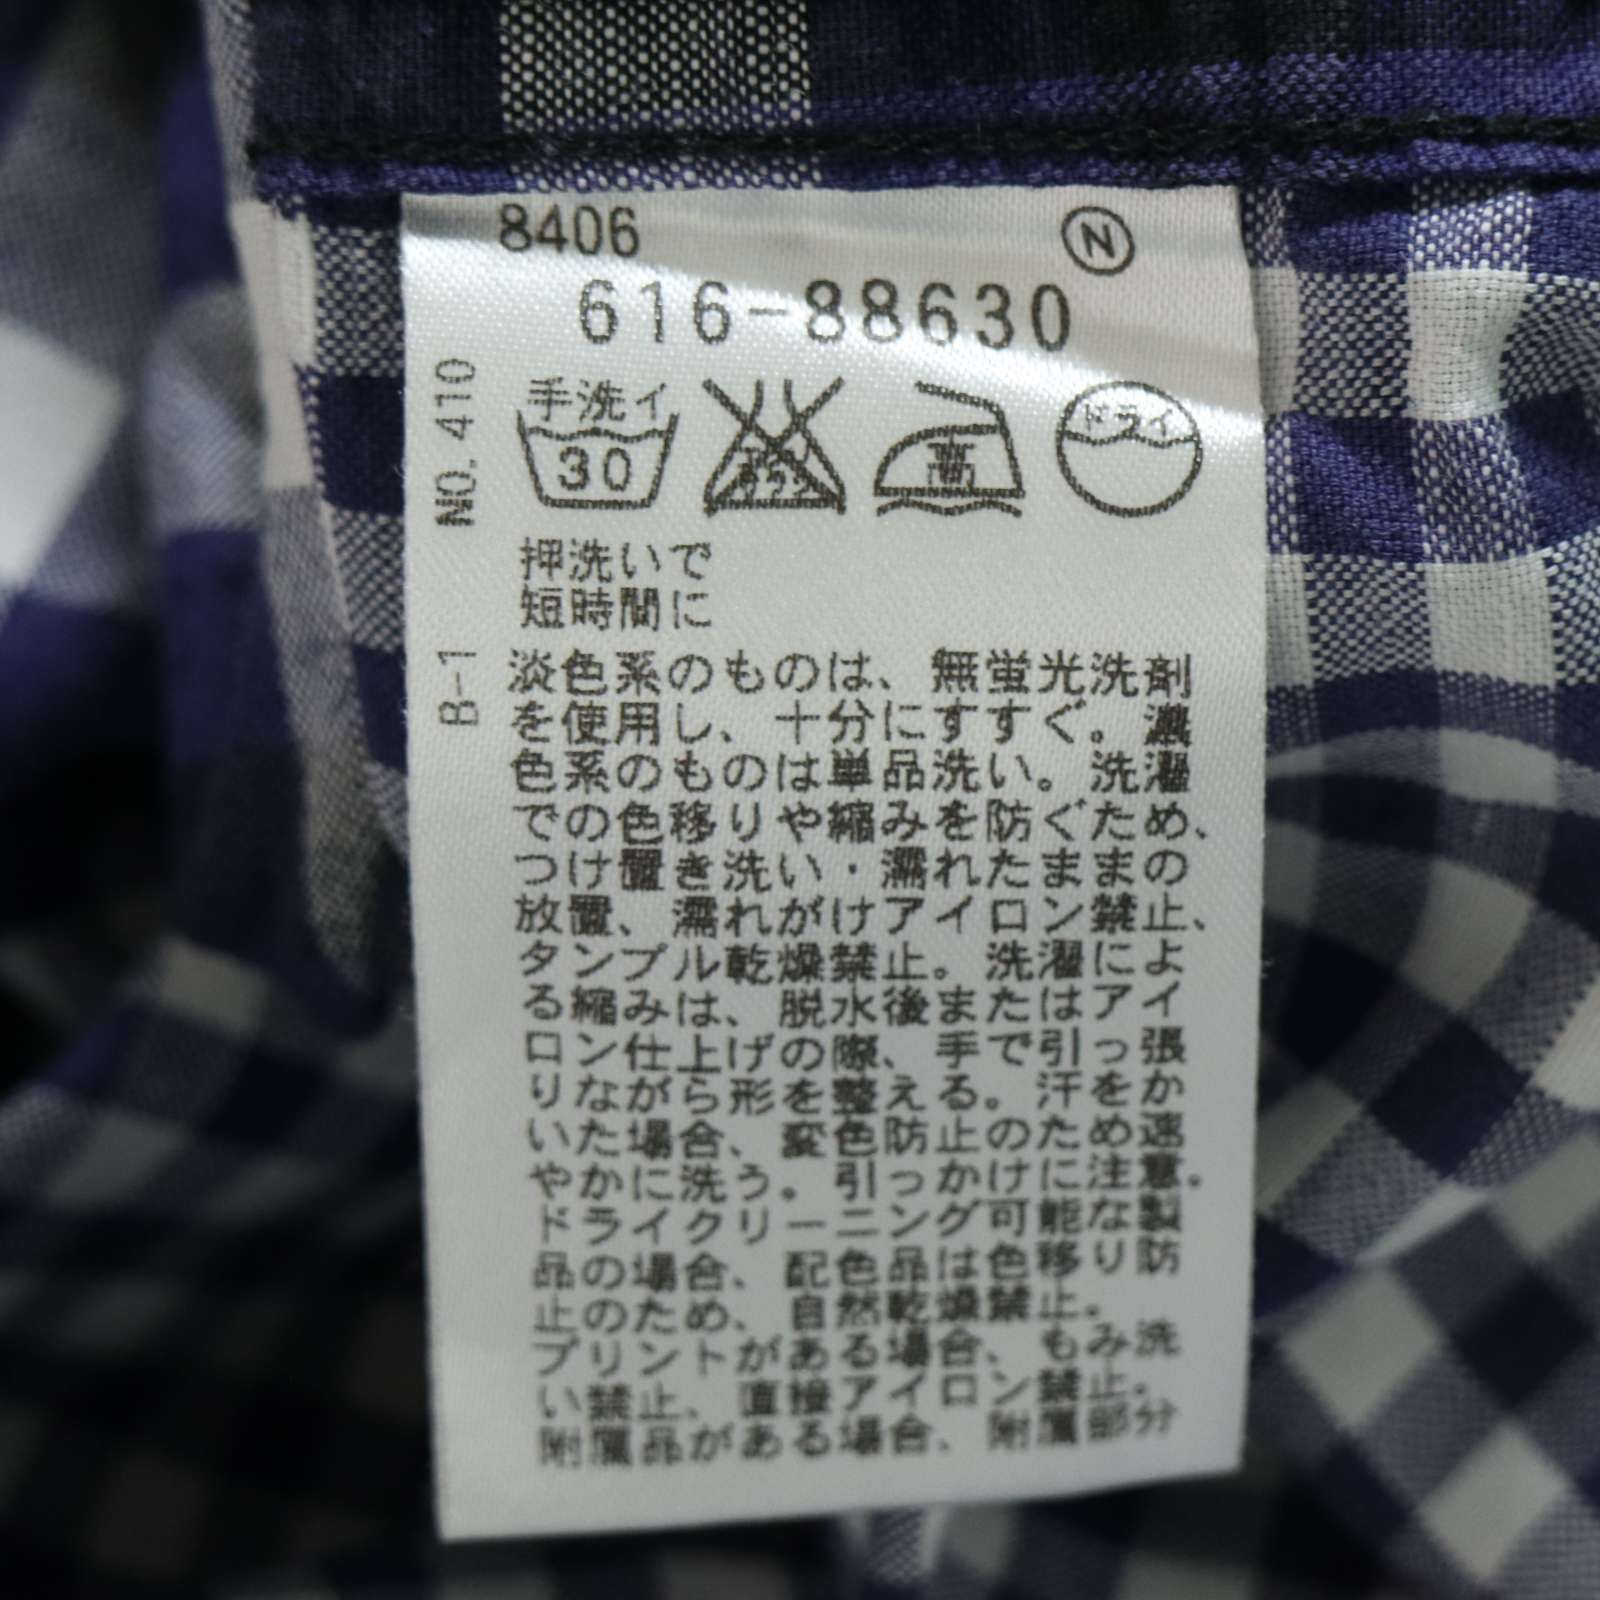 8406 N
616-88630
手洗イ ドライ
30 高
NO.410
押洗いで
短時間に
B-1
淡色系のものは、無蛍光洗剤
を使用し、十分にすすぐ。濃
色系のものは単品洗い。洗濯
での色移りや縮みを防ぐため、
つけ置き洗い・濡れたままの
放置、濡れがけアイロン禁止、
タンブル乾燥禁止。洗濯によ
る縮みは、脱水後またはアイ
ロン仕上げの際、手で引っ張
りながら形を整える。汗をか
いた場合、変色防止のため速
やかに洗う。引っかけに注意。
ドライクリーニング可能な製
品の場合、配色品は色移り防
止のため、自然乾燥禁止。
プリントがある場合、もみ洗
い禁止、直接アイロン禁止。
附属品がある場合、附属部分